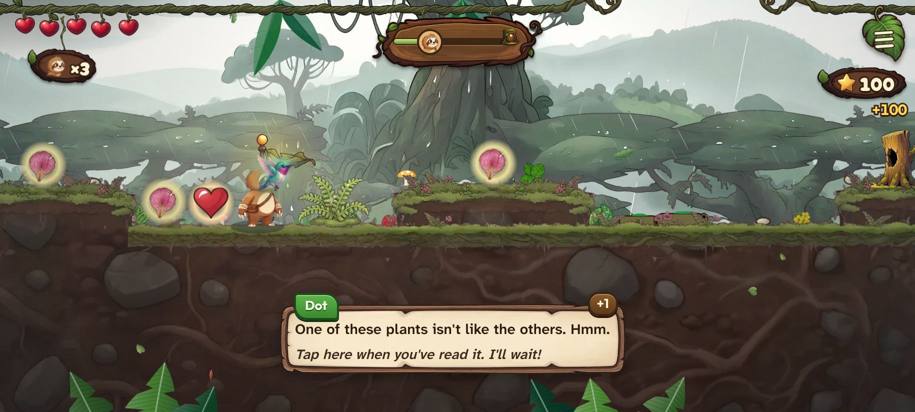 ×3
100
+100
Dot
+1
One of these plants isn't like the others. Hmm.
Tap here when you've read it. I'll wait!